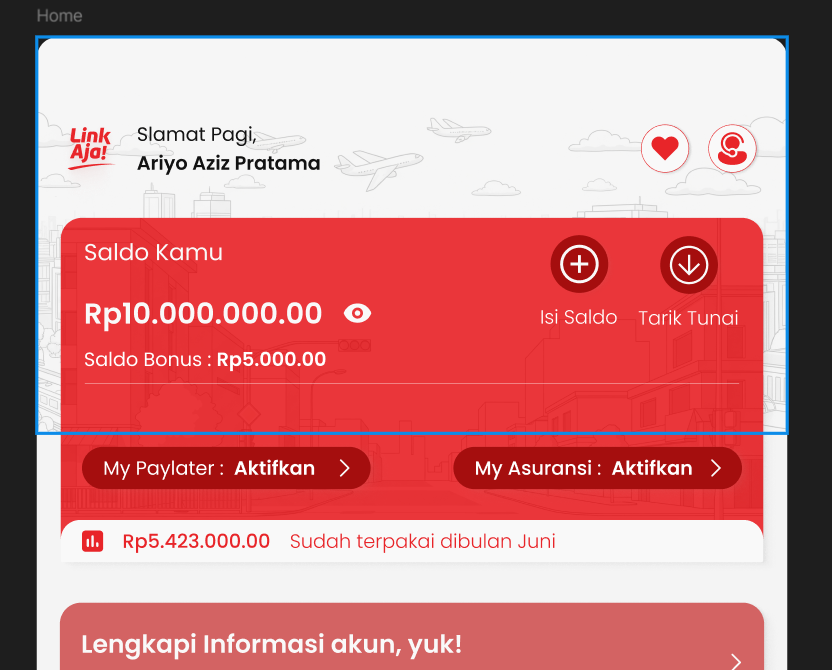 Home
Link
Aja!
Slamat Pagi,
Ariyo Aziz Pratama
Saldo Kamu
Rp10.000.000.00
Isi Saldo
Tarik Tunai
Saldo Bonus : Rp5.000.00
My Paylater : Aktifkan
My Asuransi : Aktifkan
Rp5.423.000.00 Sudah terpakai dibulan Juni
Lengkapi Informasi akun, yuk!